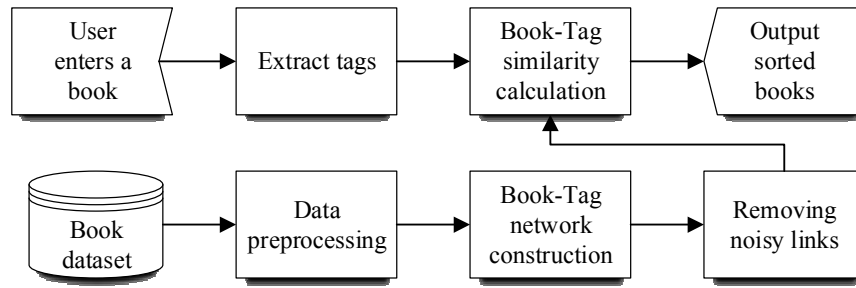 User
enters a
book
Extract tags
Book-Tag
similarity
calculation
Output
sorted
books
Book
dataset
Data
preprocessing
Book-Tag
network
construction
Removing
noisy links